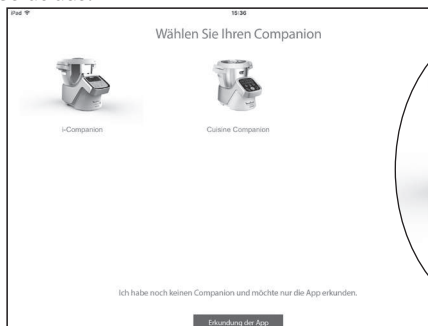 iPad 15:36
Wählen Sie Ihren Companion
i-Companion Cuisine Companion
Ich habe noch keinen Companion und möchte nur die App erkunden.
Erkundung der App